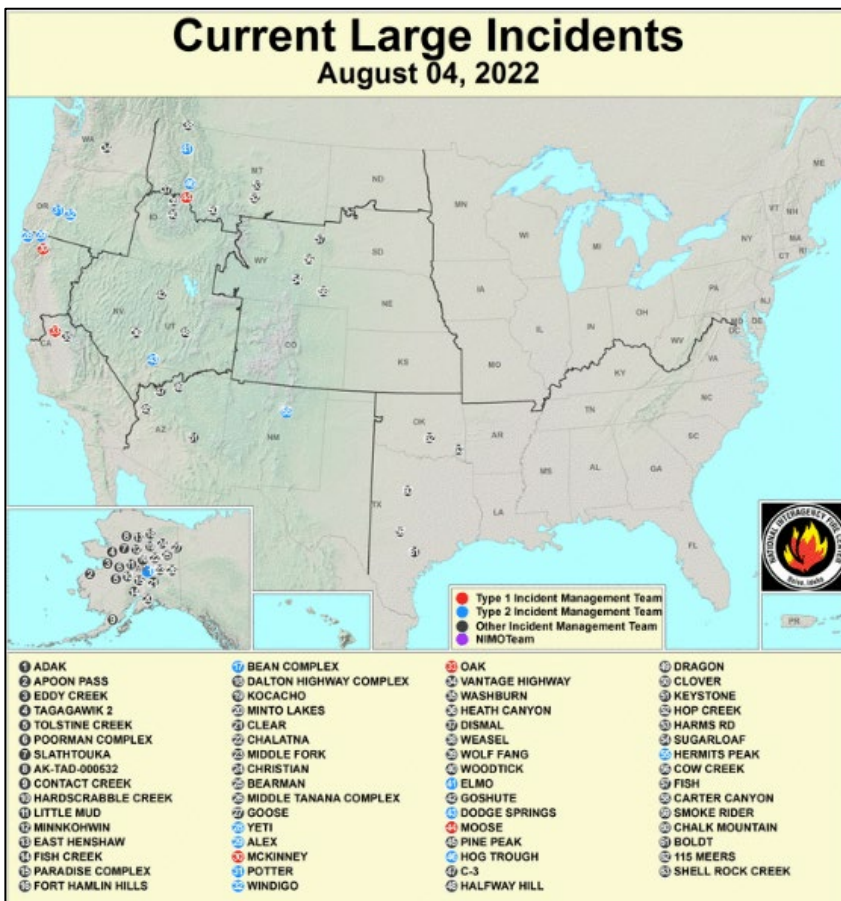 Current Large Incidents
August 04, 2022
WA
MT
ND
OR
ID
MN
WI
MI
ME
VT
NH
NY
MA
CT
RI
WY
SD
IA
NE
NV
UT
CO
CA
IL
IN
OH
PA
NJ
MD
DE
DC
WV
VA
KS
MO
KY
AZ
NM
OK
AR
TN
NC
SC
MS
AL
GA
TX
LA
FL
PR
NATIONAL INTERAGENCY FIRE CENTER
Boise, Idaho
Type 1 Incident Management Team
Type 2 Incident Management Team
Other Incident Management Team
NIMOTeam
1 ADAK
2 APOON PASS
3 EDDY CREEK
4 TAGAGAWIK 2
5 TOLSTINE CREEK
6 POORMAN COMPLEX
7 SLATHTOUKA
8 AK-TAD-000532
9 CONTACT CREEK
10 HARDSCRABBLE CREEK
11 LITTLE MUD
12 MINNKOHWIN
13 EAST HENSHAW
14 FISH CREEK
15 PARADISE COMPLEX
16 FORT HAMLIN HILLS
17 BEAN COMPLEX
18 DALTON HIGHWAY COMPLEX
19 KOCACHO
20 MINTO LAKES
21 CLEAR
22 CHALATNA
23 MIDDLE FORK
24 CHRISTIAN
25 BEARMAN
26 MIDDLE TANANA COMPLEX
27 GOOSE
28 YETI
29 ALEX
30 MCKINNEY
31 POTTER
32 WINDIGO
33 OAK
34 VANTAGE HIGHWAY
35 WASHBURN
36 HEATH CANYON
37 DISMAL
38 WEASEL
39 WOLF FANG
40 WOODTICK
41 ELMO
42 GOSHUTE
43 DODGE SPRINGS
44 MOOSE
45 PINE PEAK
46 HOG TROUGH
47 C-3
48 HALFWAY HILL
49 DRAGON
50 CLOVER
51 KEYSTONE
52 HOP CREEK
53 HARMS RD
54 SUGARLOAF
55 HERMITS PEAK
56 COW CREEK
57 FISH
58 CARTER CANYON
59 SMOKE RIDER
60 CHALK MOUNTAIN
61 BOLDT
62 115 MEERS
63 SHELL ROCK CREEK